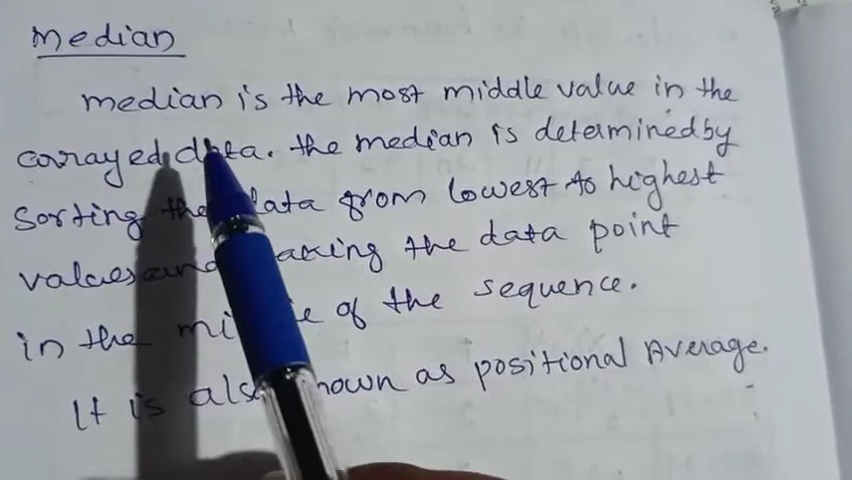 Median
median is the most middle value in the
arrayed data. the median is determined by
Sorting the data from lowest to highest
values and taking the data point
in the middle of the sequence.
It is also known as positional Average.